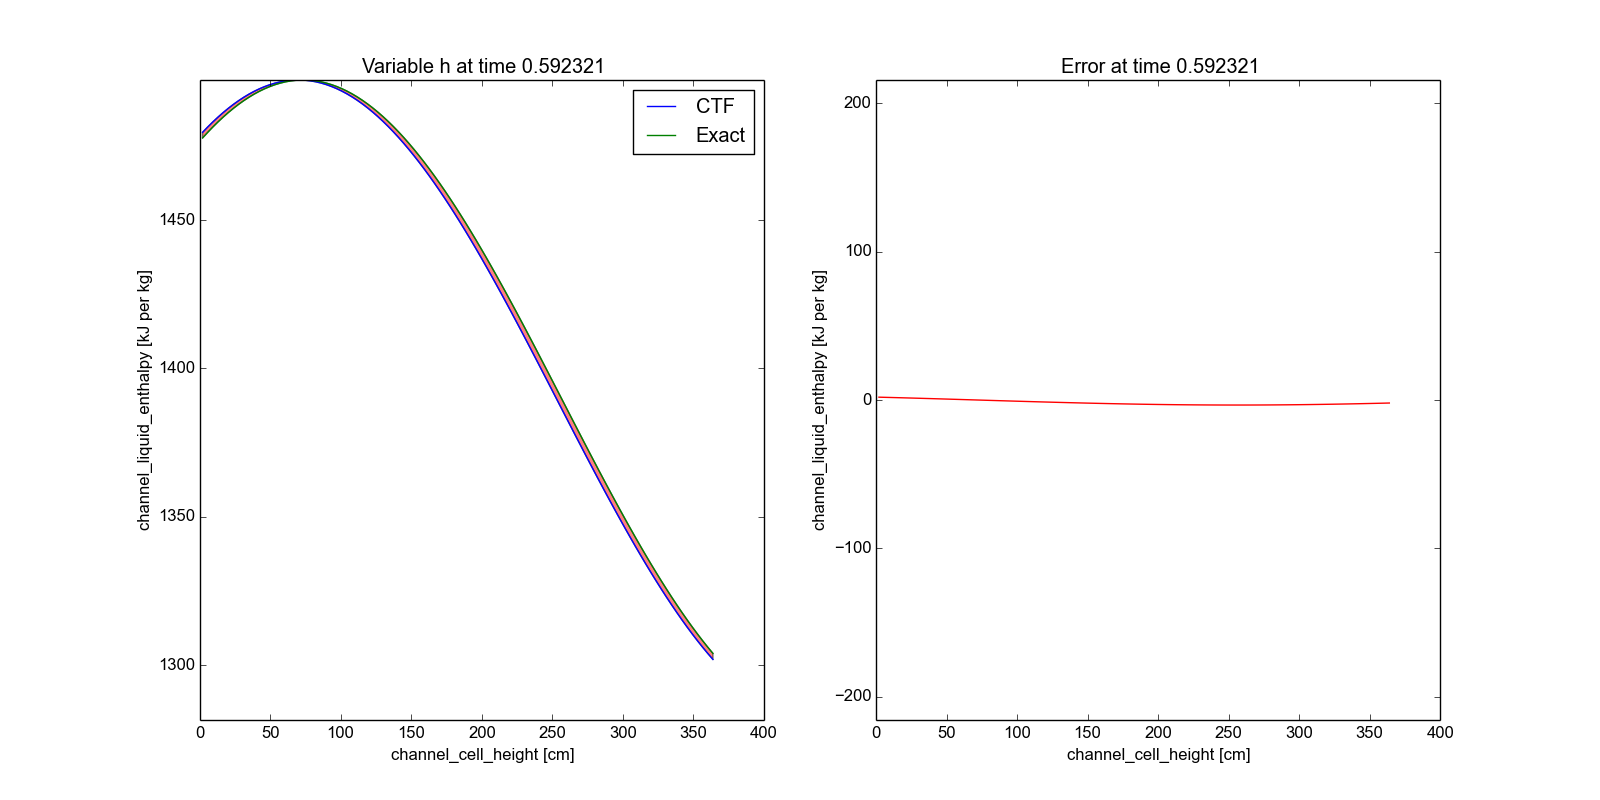 Variable h at time 0.592321
CTF
Exact
1450
1400
1350
1300
channel_liquid_enthalpy [kJ per kg]
0 50 100 150 200 250 300 350 400
channel_cell_height [cm]
Error at time 0.592321
200
100
0
−100
−200
channel_liquid_enthalpy [kJ per kg]
0 50 100 150 200 250 300 350 400
channel_cell_height [cm]